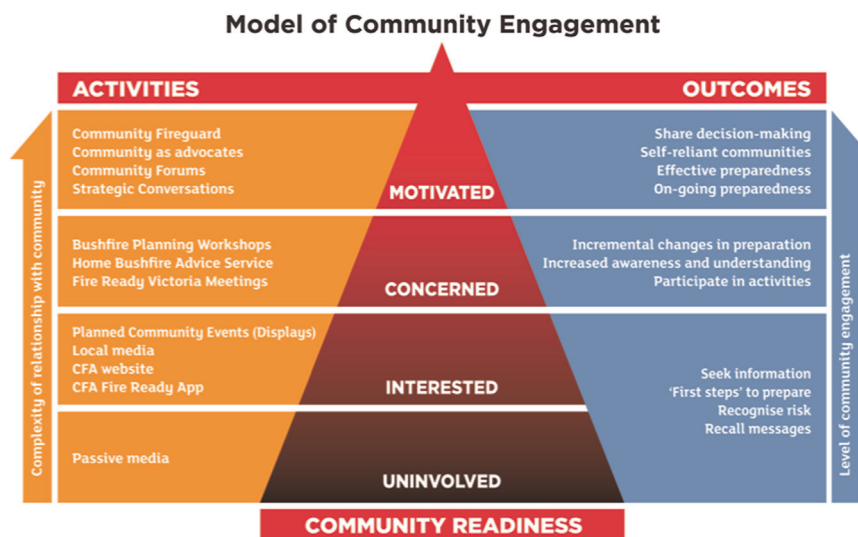 Model of Community Engagement
ACTIVITIES
OUTCOMES
Complexity of relationship with community
Community Fireguard
Community as advocates
Community Forums
Strategic Conversations
MOTIVATED
Share decision-making
Self-reliant communities
Effective preparedness
On-going preparedness
Bushfire Planning Workshops
Home Bushfire Advice Service
Fire Ready Victoria Meetings
CONCERNED
Incremental changes in preparation
Increased awareness and understanding
Participate in activities
Planned Community Events (Displays)
Local media
CFA website
CFA Fire Ready App
INTERESTED
Seek information
‘First steps’ to prepare
Recognise risk
Recall messages
Passive media
UNINVOLVED
Level of community engagement
COMMUNITY READINESS